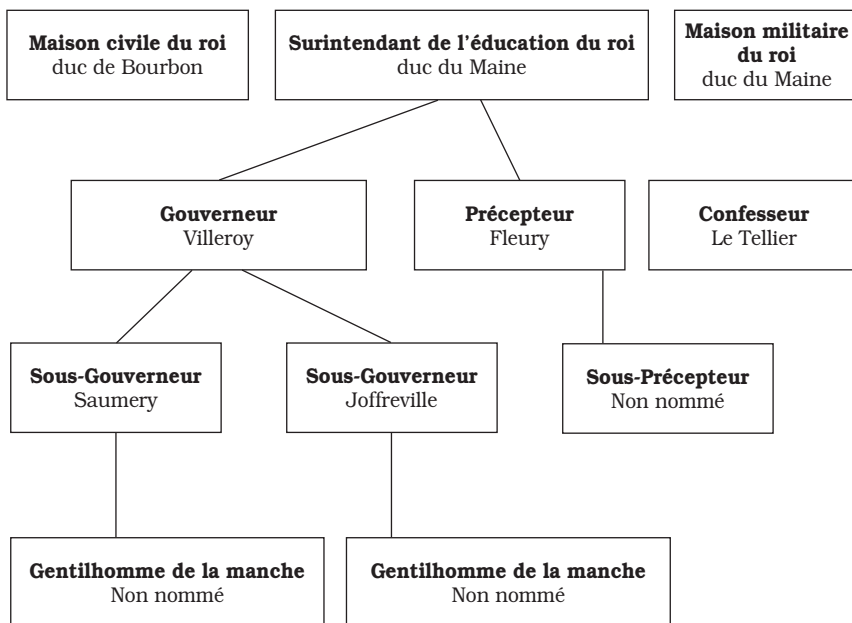 Maison civile du roi
duc de Bourbon
Surintendant de l'éducation du roi
duc du Maine
Maison militaire
du roi
duc du Maine
Gouverneur
Villeroy
Précepteur
Fleury
Confesseur
Le Tellier
Sous-Gouverneur
Saumery
Sous-Gouverneur
Joffreville
Sous-Précepteur
Non nommé
Gentilhomme de la manche
Non nommé
Gentilhomme de la manche
Non nommé